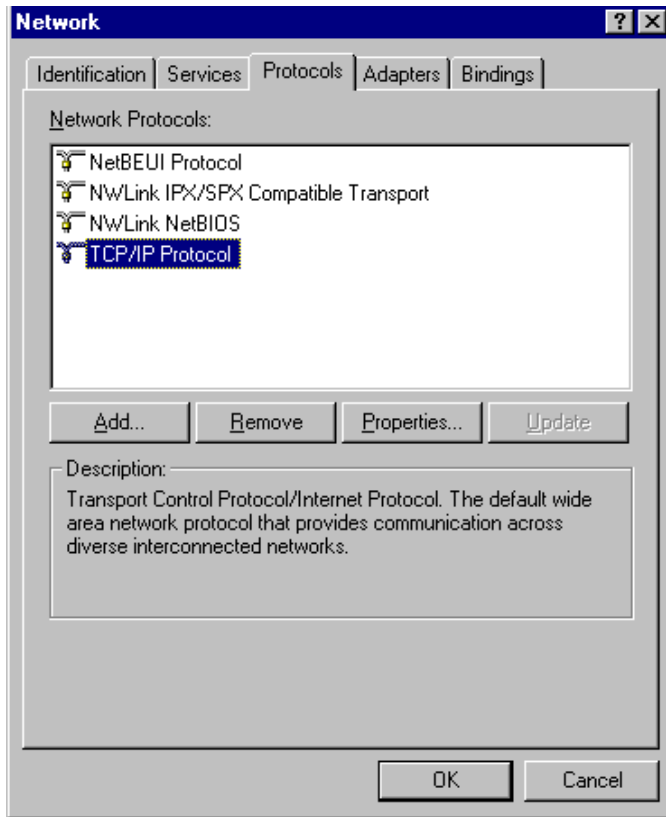 Network
Identification Services Protocols Adapters Bindings
Network Protocols:
NetBEUI Protocol
NWLink IPX/SPX Compatible Transport
NWLink NetBIOS
TCP/IP Protocol
Add... Remove Properties... Update
Description:
Transport Control Protocol/Internet Protocol. The default wide
area network protocol that provides communication across
diverse interconnected networks.
OK Cancel